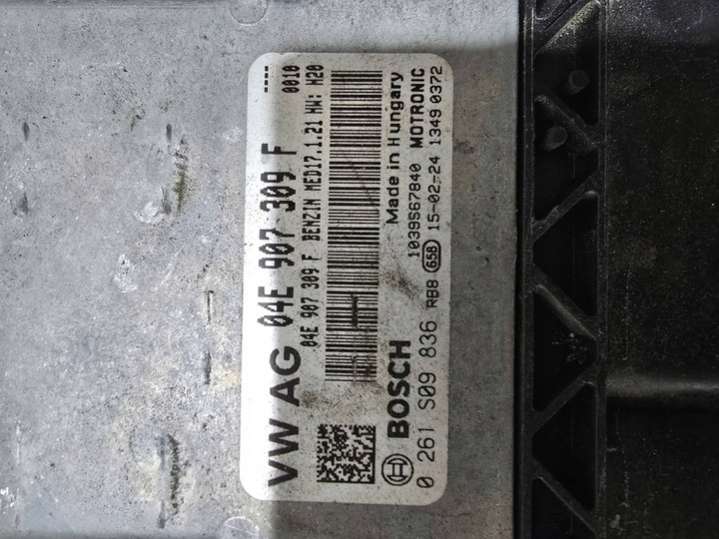 ----
VW AG 04E 907 309 F 0010
04E 907 309 F BENZIN MED17.1.21 HW: H20
Made in Hungary
BOSCH 1039S67840 MOTRONIC
0 261 S09 836 RBB 658 15-02-24 1349 0372